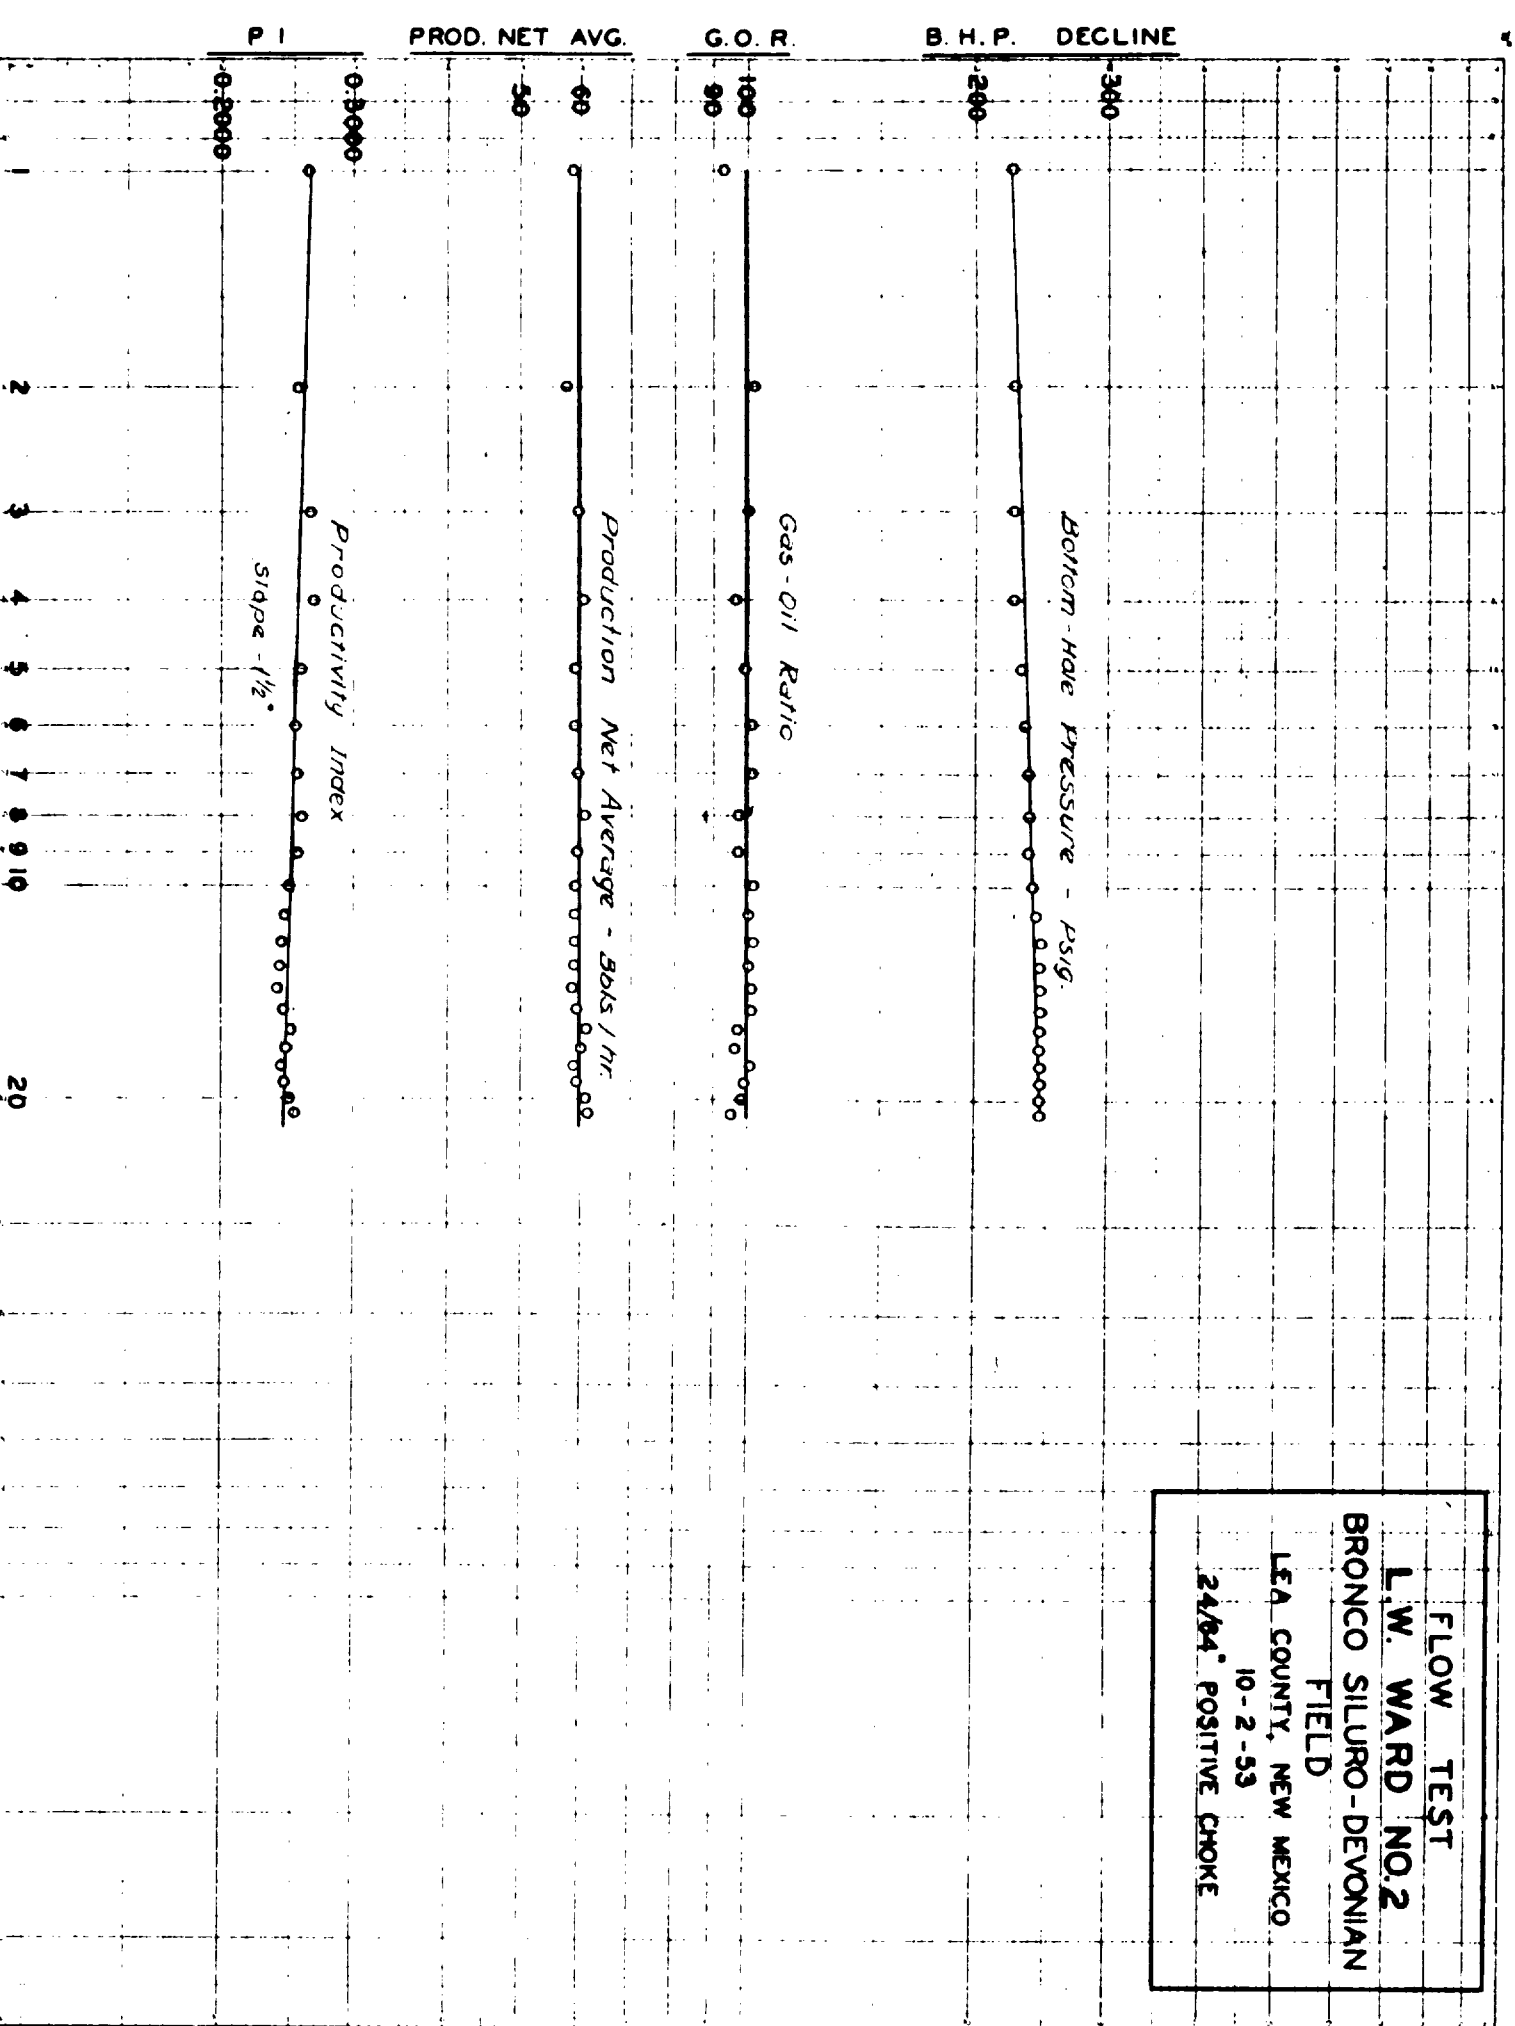 FLOW TEST
L.W. WARD NO.2
BRONCO SILURO-DEVONIAN
FIELD
LEA COUNTY, NEW MEXICO
10-2-53
24/64" POSITIVE CHOKE
B.H.P. DECLINE
300
200
Bottom-Hole Pressure - Psig.
G.O.R.
100
90
Gas-Oil Ratio
PROD. NET AVG.
60
50
Production Net Average - Bbls/hr.
P I
0.3000
0.2000
Productivity Index
Slope -1½°
1 2 3 4 5 6 7 8 9 10 20